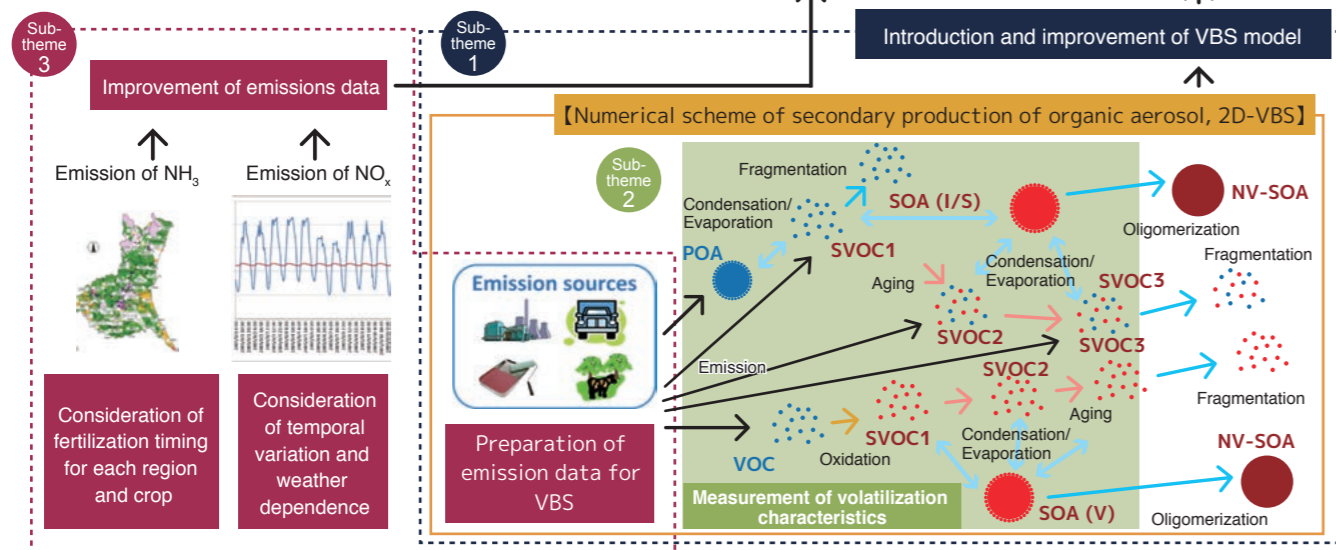 Sub-
theme
3
Improvement of emissions data
Emission of NH3
Emission of NOx
Consideration of
fertilization timing
for each region
and crop
Consideration
of temporal
variation and
weather
dependence
Sub-
theme
1
Introduction and improvement of VBS model
【Numerical scheme of secondary production of organic aerosol, 2D-VBS】
Sub-
theme
2
Emission sources
Preparation of
emission data for
VBS
Fragmentation
Condensation/
Evaporation
POA
SVOC1
SOA (I/S)
NV-SOA
Oligomerization
Aging
Condensation/
Evaporation
SVOC2
SVOC3
SVOC3
Fragmentation
Emission
SVOC2
Fragmentation
VOC
Oxidation
SVOC1
Condensation/
Evaporation
Aging
SOA (V)
NV-SOA
Oligomerization
Measurement of volatilization
characteristics